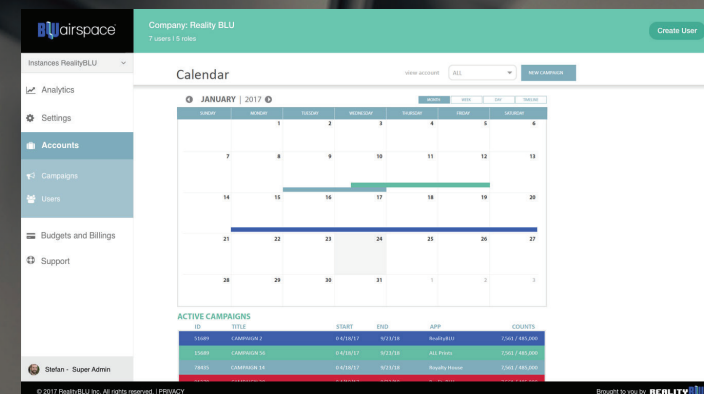 BLUairspace
Company: Reality BLU
7 users I 5 roles
Create User
Instances RealityBLU
Analytics
Settings
Accounts
Campaigns
Users
Budgets and Billings
Support
Stefan - Super Admin
Calendar
view account
ALL
NEW CAMPAIGN
JANUARY | 2017
MONTH WEEK DAY TIMELINE
SUNDAY MONDAY TUESDAY WEDNESDAY THURSDAY FRIDAY SATURDAY
1 2 3 4 5 6
7 8 9 10 11 12 13
14 15 16 17 18 19 20
21 22 23 24 25 26 27
28 29 30 31 1 2 3
ACTIVE CAMPAIGNS
ID TITLE START END APP COUNTS
51689 CAMPAIGN 2 04/18/17 9/23/18 RealityBLU 7,561 / 485,000
55689 CAMPAIGN 56 04/18/17 9/23/18 ALL Prints 7,561 / 485,000
78435 CAMPAIGN 14 04/18/17 9/23/18 Royalty House 7,561 / 485,000
© 2017 RealityBLU Inc. All rights reserved. | PRIVACY
Brought to you by REALITYBLU